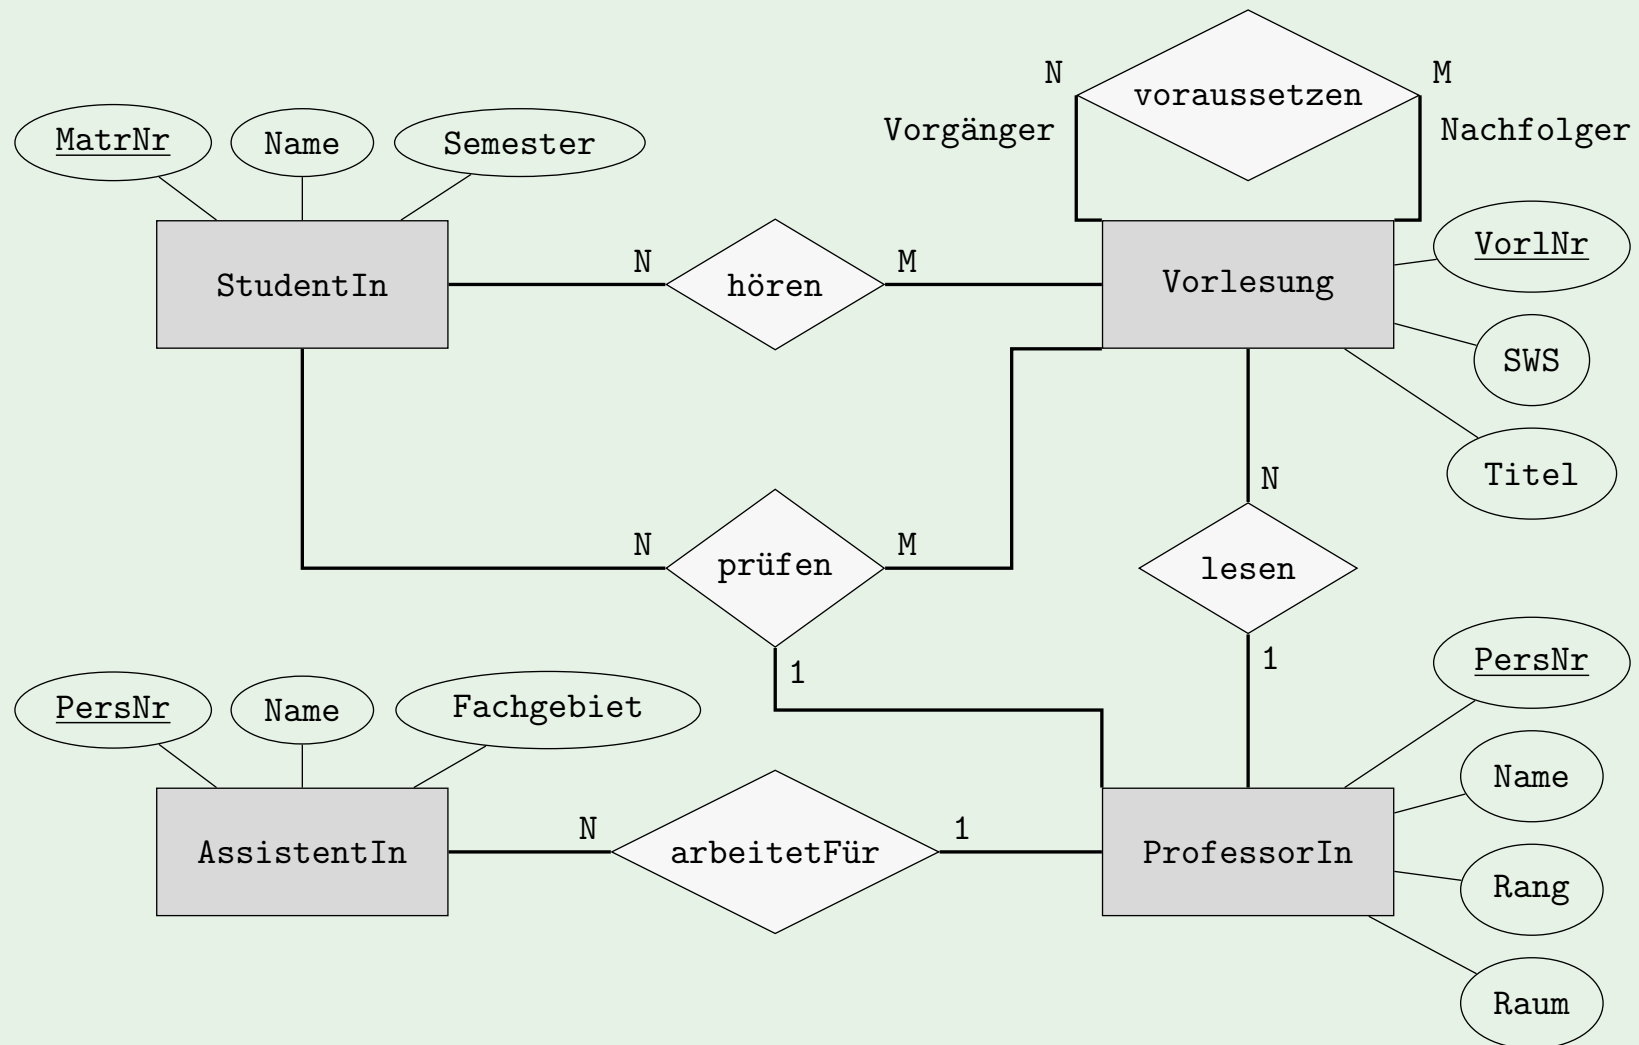 voraussetzen
N
M
Vorgänger
Nachfolger
MatrNr
Name
Semester
StudentIn
N
hören
M
Vorlesung
VorlNr
SWS
Titel
N
prüfen
M
1
N
lesen
1
PersNr
Name
Fachgebiet
AssistentIn
N
arbeitetFür
1
ProfessorIn
PersNr
Name
Rang
Raum